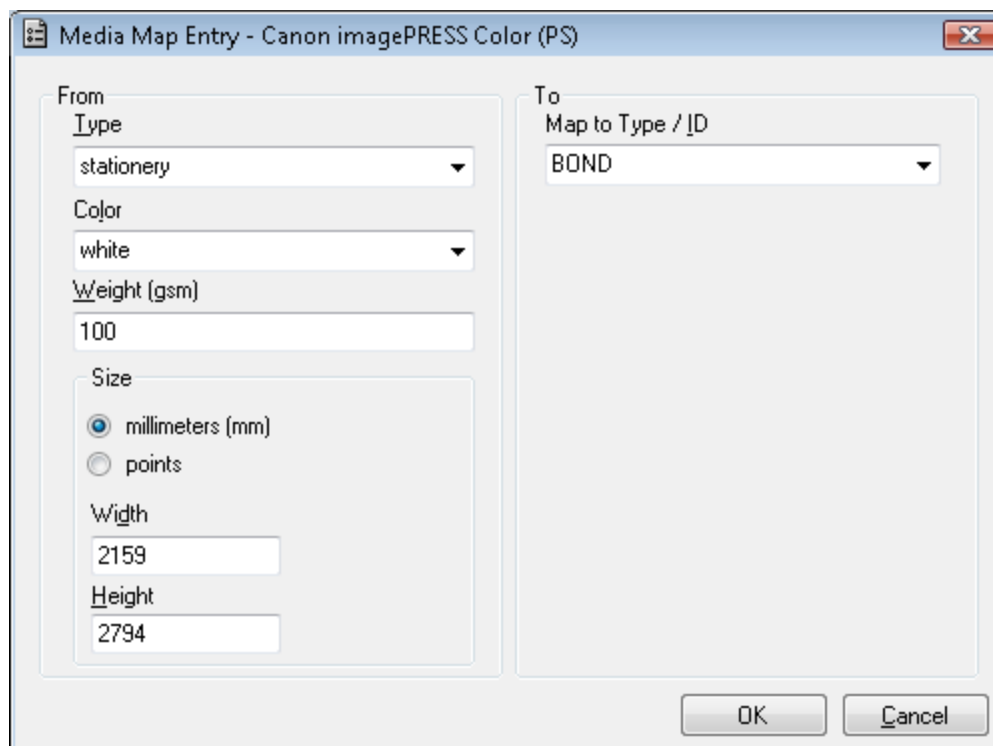 Media Map Entry - Canon imagePRESS Color (PS)
From
Type
stationery
Color
white
Weight (gsm)
100
Size
millimeters (mm)
points
Width
2159
Height
2794
To
Map to Type / ID
BOND
OK
Cancel